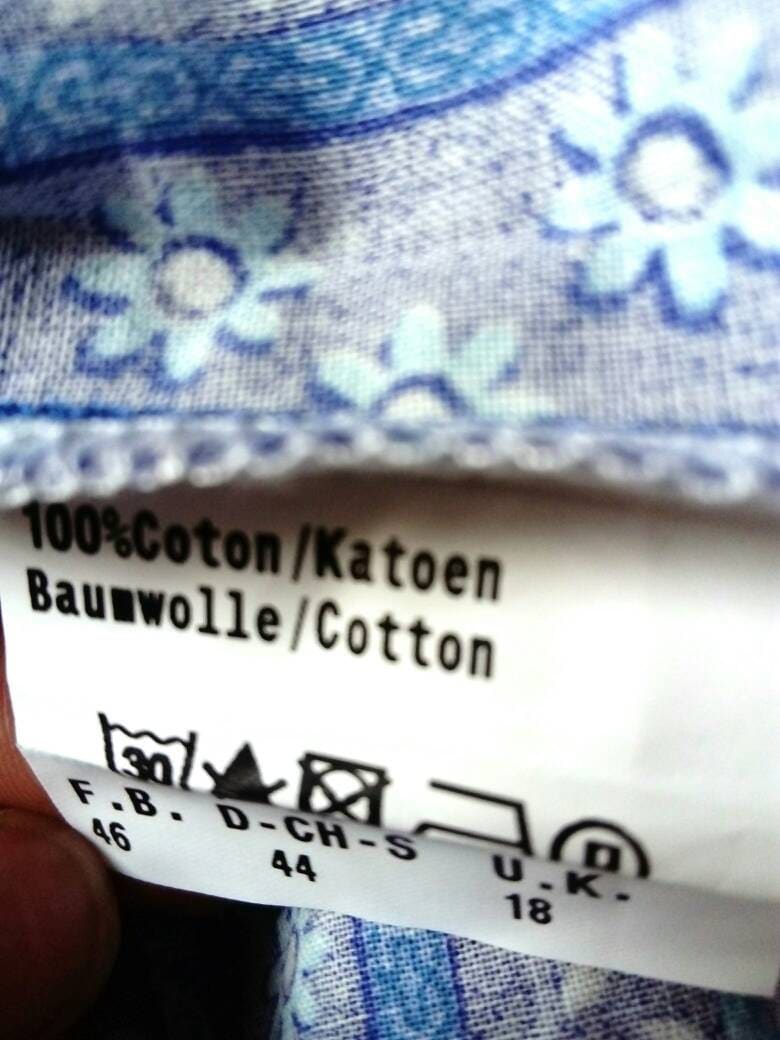 100%Coton/Katoen
Baumwolle/Cotton
30
P
F.B. D-CH-S U.K.
46 44 18